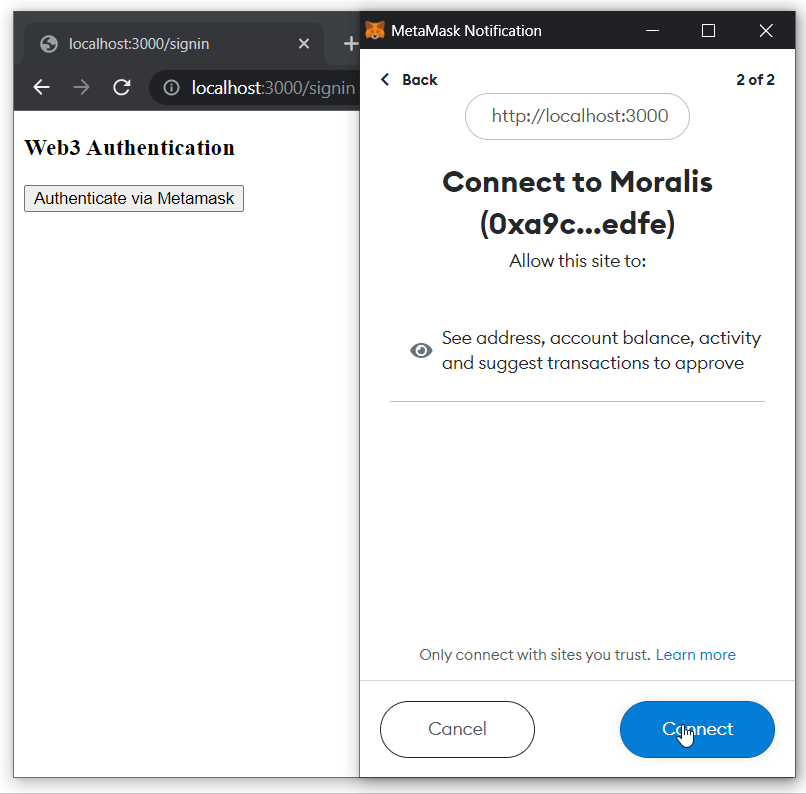 localhost:3000/signin
localhost:3000/signin
Web3 Authentication
Authenticate via Metamask
MetaMask Notification
Back
2 of 2
http://localhost:3000
Connect to Moralis
(0xa9c...edfe)
Allow this site to:
See address, account balance, activity
and suggest transactions to approve
Only connect with sites you trust. Learn more
Cancel
Connect